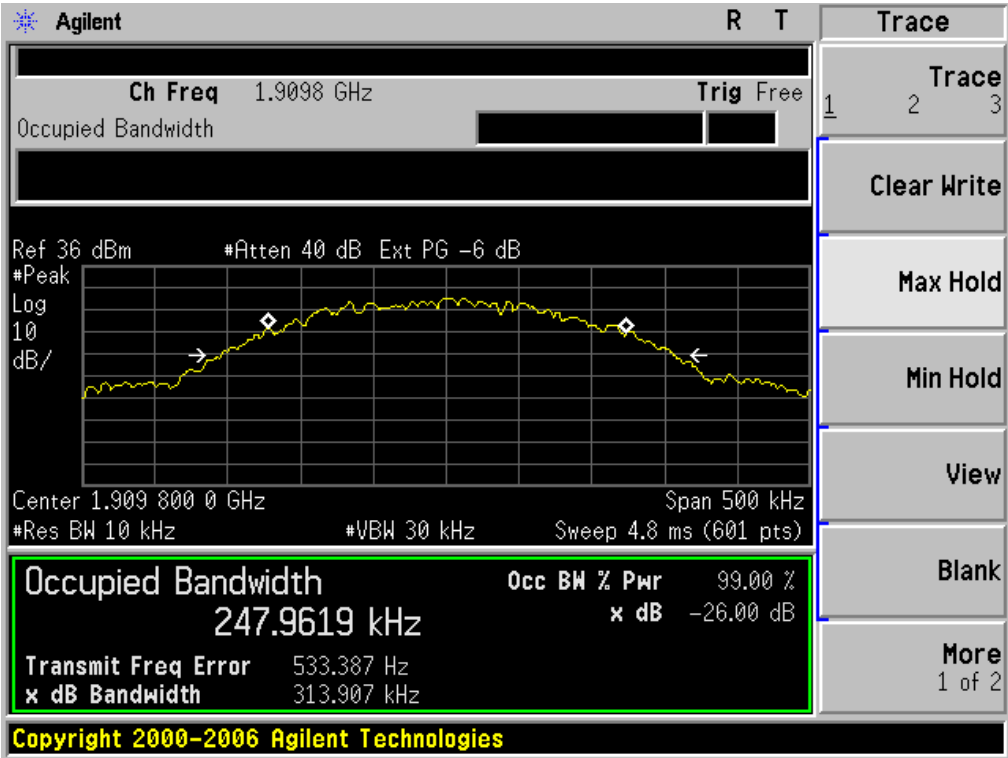 Agilent R T
Ch Freq 1.9098 GHz Trig Free
Occupied Bandwidth
Ref 36 dBm #Atten 40 dB Ext PG -6 dB
#Peak
Log
10
dB/
Center 1.909 800 0 GHz Span 500 kHz
#Res BW 10 kHz #VBW 30 kHz Sweep 4.8 ms (601 pts)
Occupied Bandwidth Occ BW % Pwr 99.00 %
247.9619 kHz x dB -26.00 dB
Transmit Freq Error 533.387 Hz
x dB Bandwidth 313.907 kHz
Copyright 2000-2006 Agilent Technologies
Trace
Trace
1 2 3
Clear Write
Max Hold
Min Hold
View
Blank
More
1 of 2